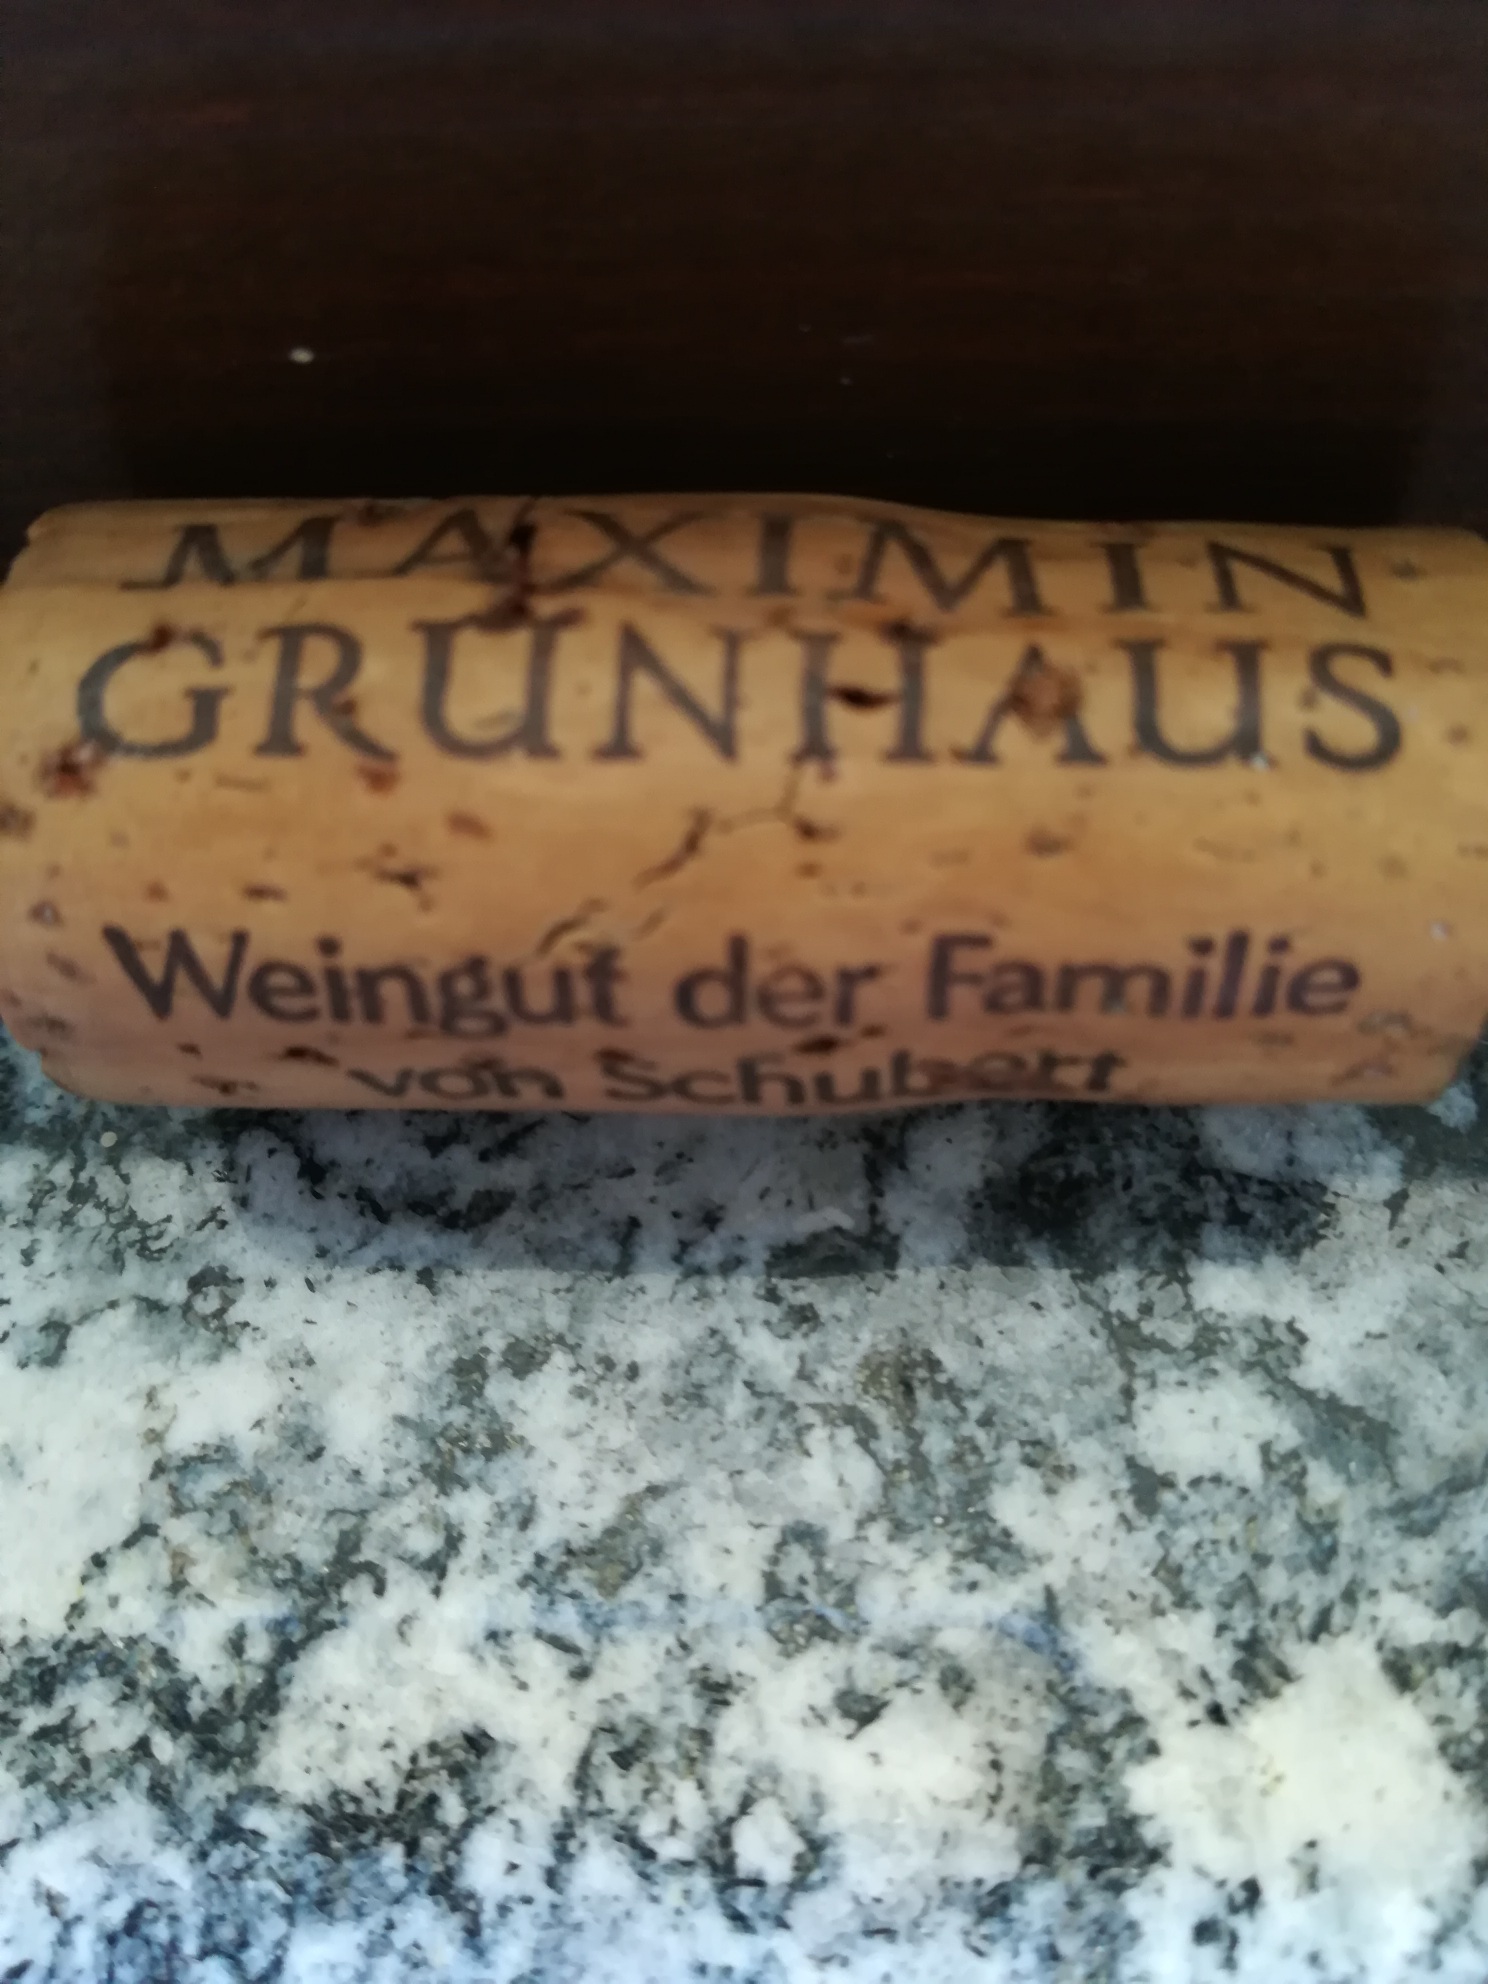 MAXIMIN
GRÜNHAUS
Weingut der Familie
von Schubert